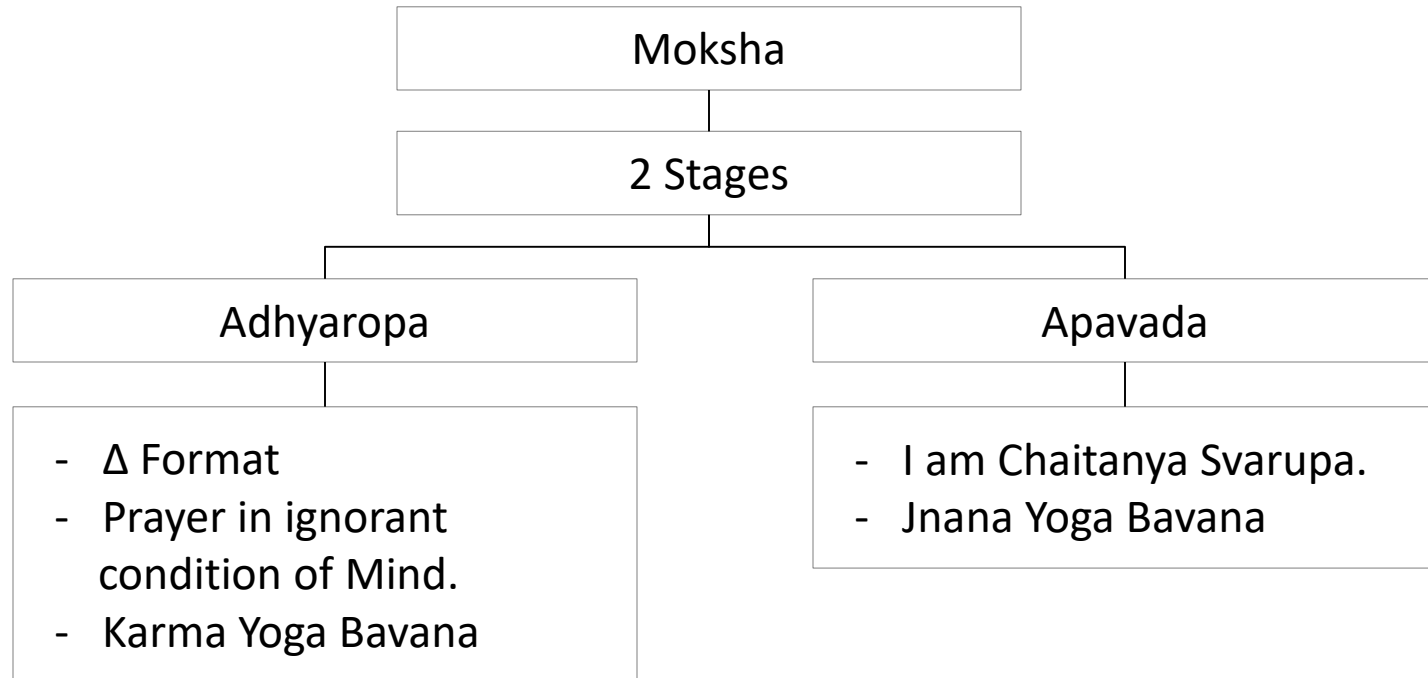 Moksha
2 Stages
Adhyaropa
Apavada
- Δ Format
- Prayer in ignorant
condition of Mind.
- Karma Yoga Bavana
- I am Chaitanya Svarupa.
- Jnana Yoga Bavana